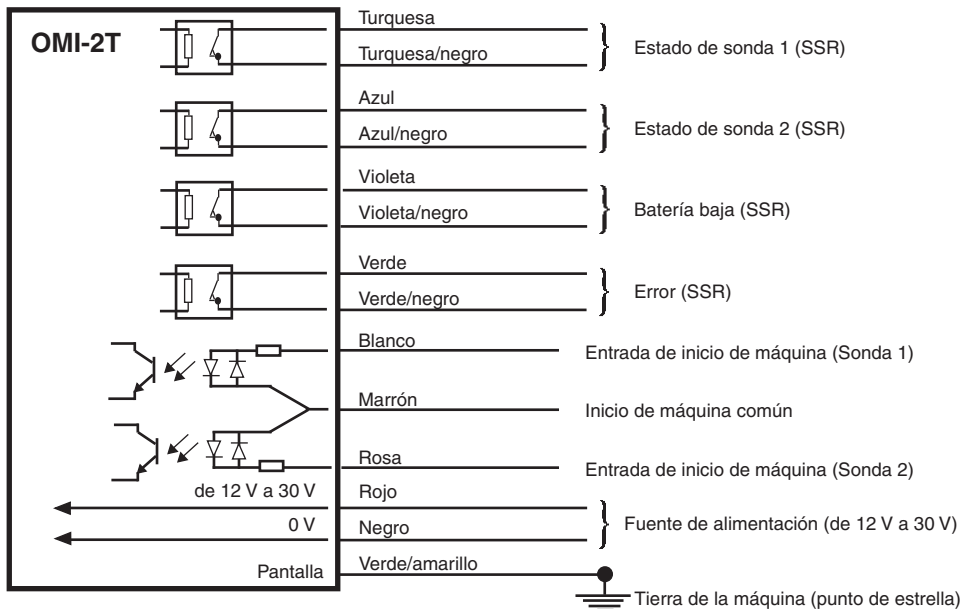 OMI-2T
Turquesa
Turquesa/negro
Estado de sonda 1 (SSR)
Azul
Azul/negro
Estado de sonda 2 (SSR)
Violeta
Violeta/negro
Batería baja (SSR)
Verde
Verde/negro
Error (SSR)
Blanco
Entrada de inicio de máquina (Sonda 1)
Marrón
Inicio de máquina común
Rosa
Entrada de inicio de máquina (Sonda 2)
de 12 V a 30 V
Rojo
0 V
Negro
Fuente de alimentación (de 12 V a 30 V)
Pantalla
Verde/amarillo
Tierra de la máquina (punto de estrella)